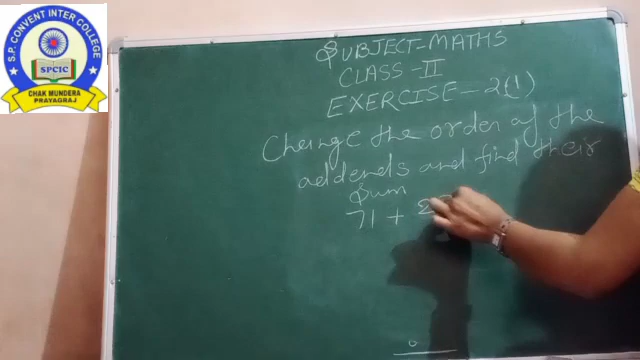 S.P. CONVENT INTER COLLEGE
SPCIC
CHAK MUNDERA
PRAYAGRAJ
SUBJECT-MATHS
CLASS-II
EXERCISE-2(1)
Change the order of the
addends and find their
Sum
71 + 2